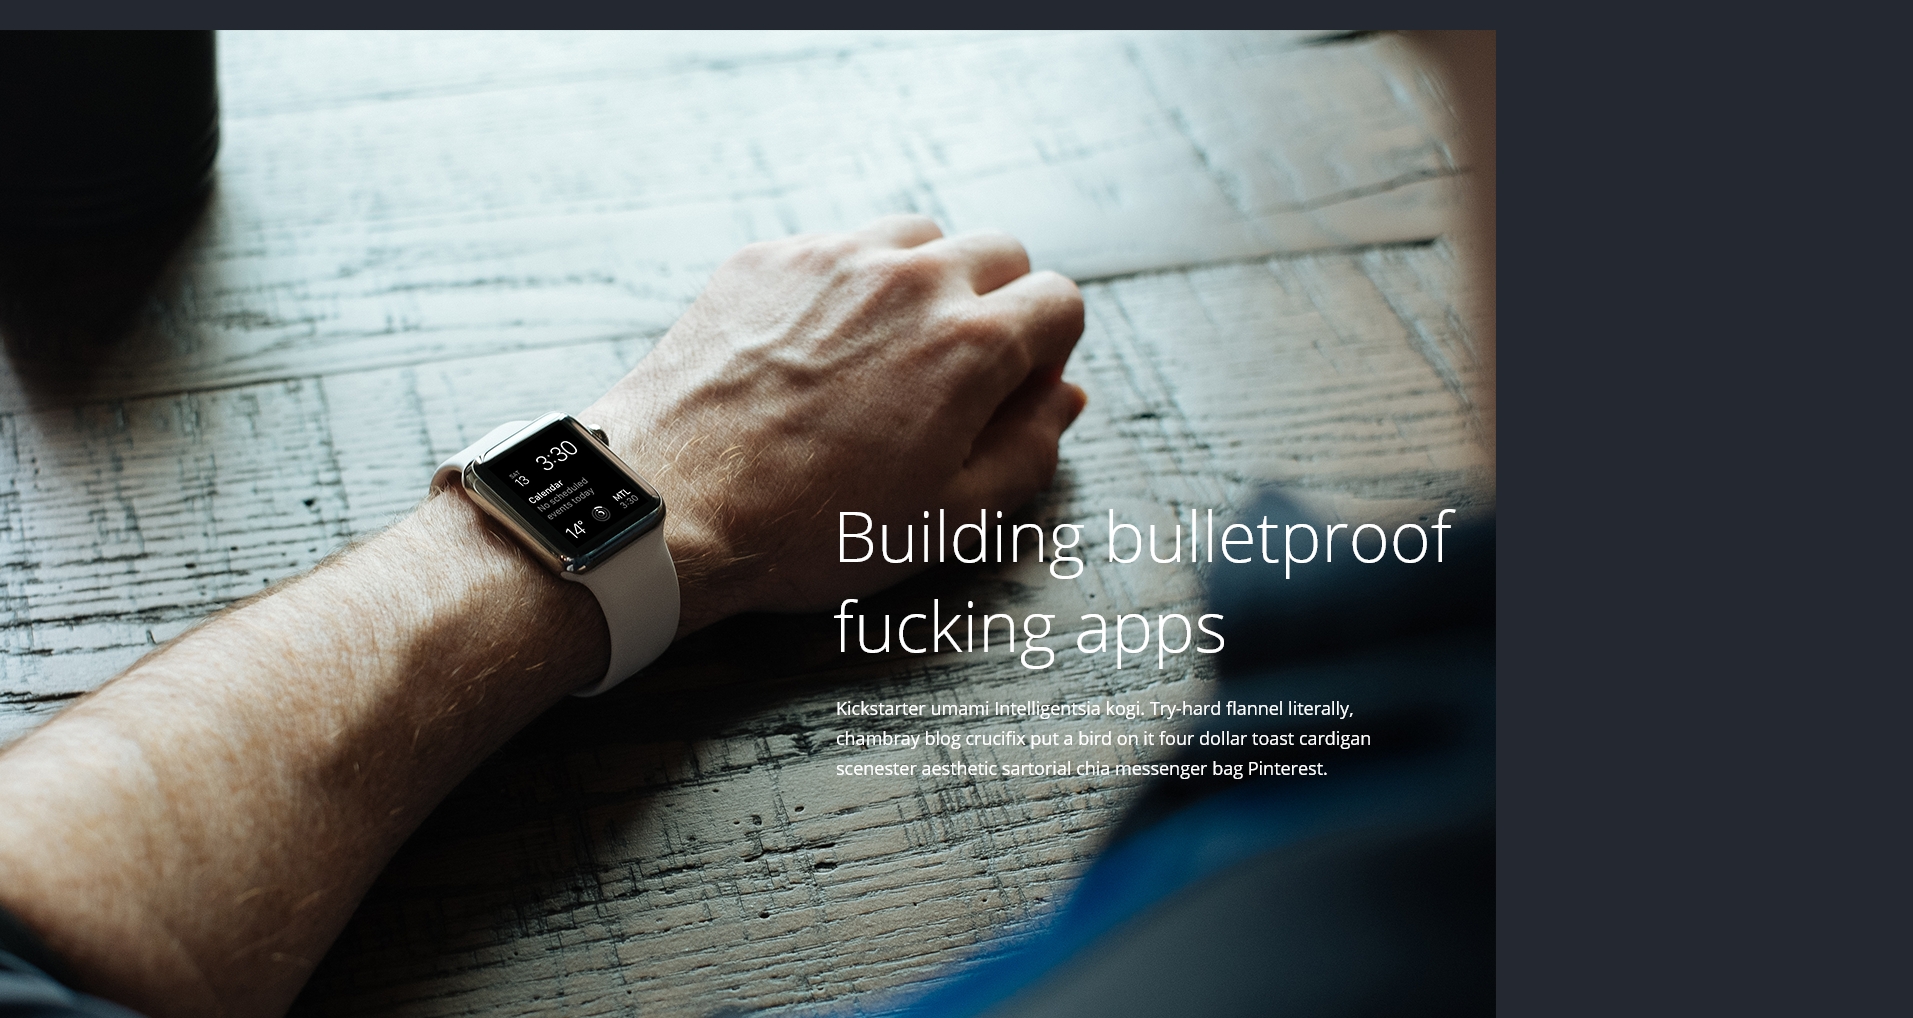 3:30
SAT
13
Calendar
No scheduled
events today
14°
5
MTL
3:30
Building bulletproof
fucking apps
Kickstarter umami Intelligentsia kogi. Try-hard flannel literally,
chambray blog crucifix put a bird on it four dollar toast cardigan
scenester aesthetic sartorial chia messenger bag Pinterest.